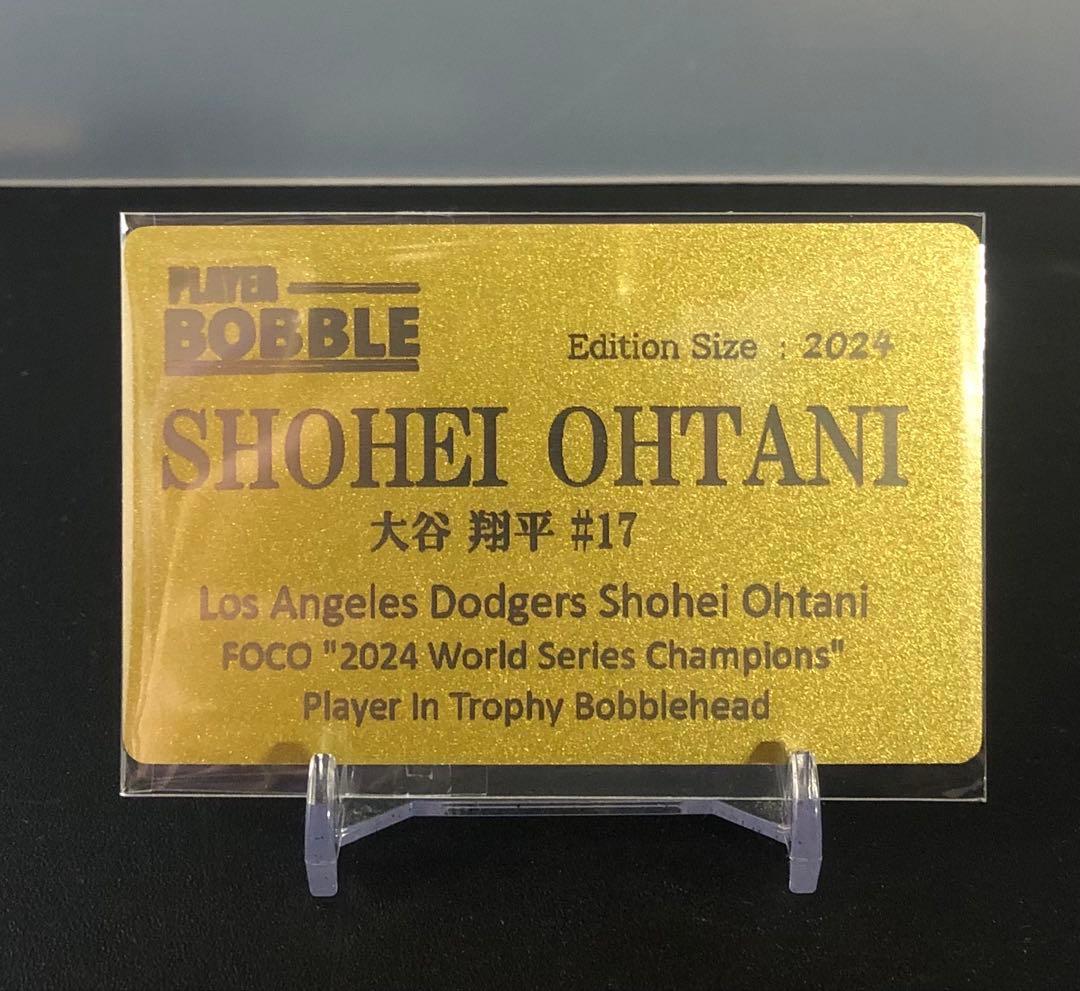 PLAYER
BOBBLE
Edition Size : 2024
SHOHEI OHTANI
大谷 翔平 #17
Los Angeles Dodgers Shohei Ohtani
FOCO "2024 World Series Champions"
Player In Trophy Bobblehead